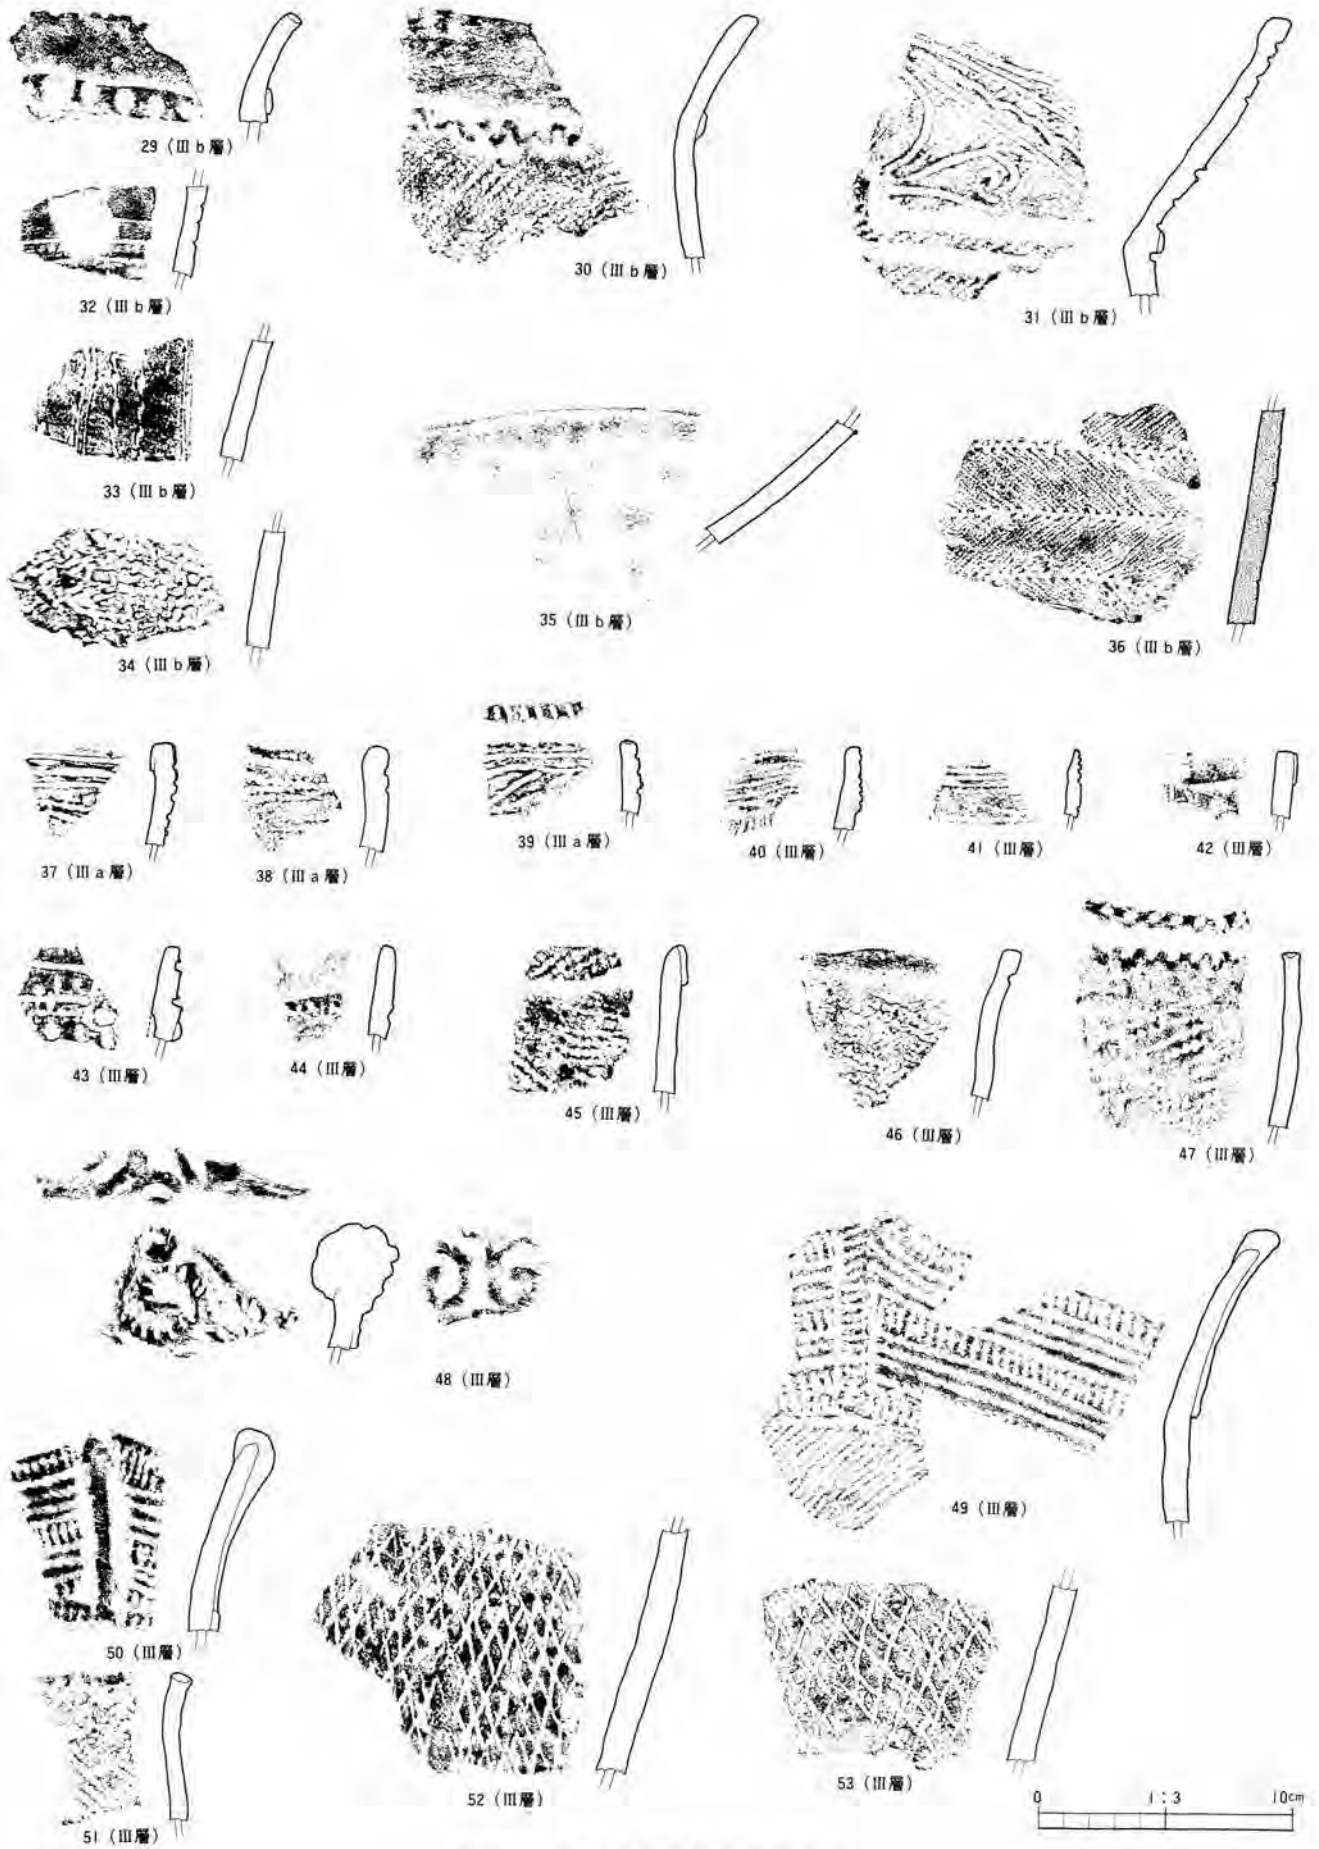 29 (Ⅲb層)
30 (Ⅲb層)
31 (Ⅲb層)
32 (Ⅲb層)
33 (Ⅲb層)
34 (Ⅲb層)
35 (Ⅲb層)
36 (Ⅲb層)
37 (Ⅲa層)
38 (Ⅲa層)
39 (Ⅲa層)
40 (Ⅲ層)
41 (Ⅲ層)
42 (Ⅲ層)
43 (Ⅲ層)
44 (Ⅲ層)
45 (Ⅲ層)
46 (Ⅲ層)
47 (Ⅲ層)
48 (Ⅲ層)
49 (Ⅲ層)
50 (Ⅲ層)
51 (Ⅲ層)
52 (Ⅲ層)
53 (Ⅲ層)
0 1:3 10cm